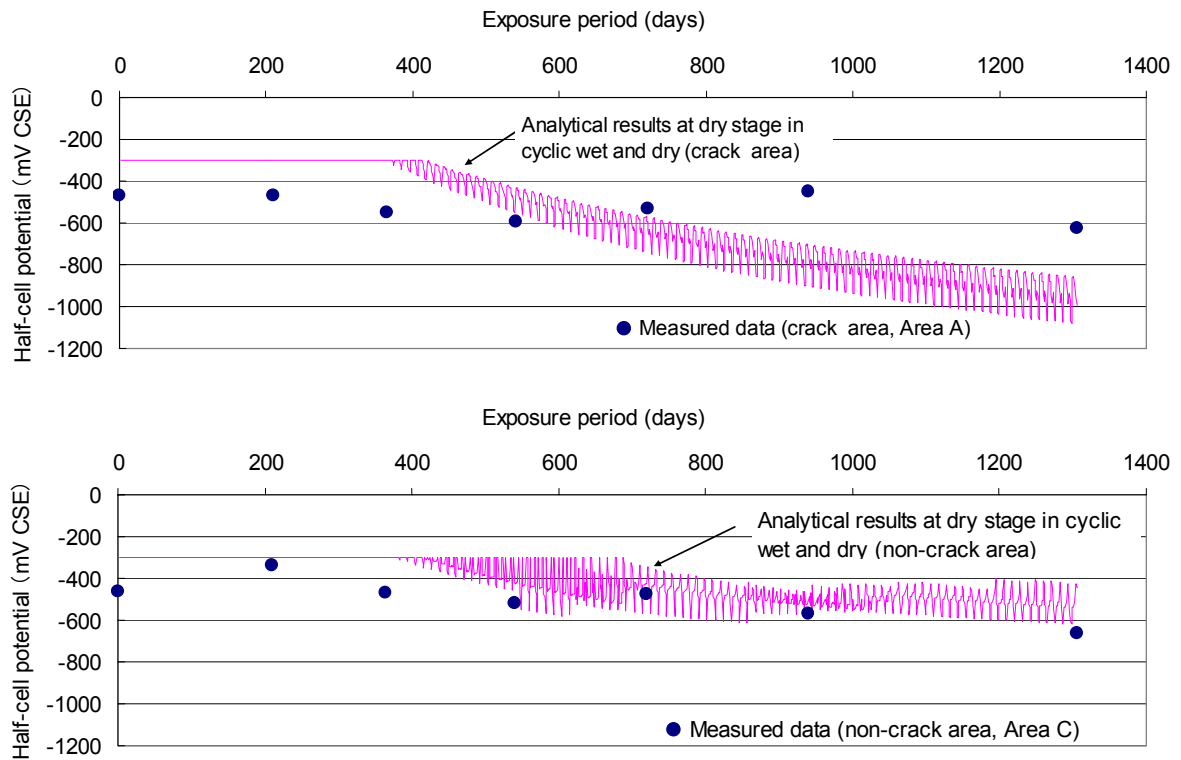 Exposure period (days)
0 200 400 600 800 1000 1200 1400
Half-cell potential (mV CSE)
0
-200
-400
-600
-800
-1000
-1200
Analytical results at dry stage in
cyclic wet and dry (crack area)
Measured data (crack area, Area A)
Exposure period (days)
0 200 400 600 800 1000 1200 1400
Half-cell potential (mV CSE)
0
-200
-400
-600
-800
-1000
-1200
Analytical results at dry stage in cyclic
wet and dry (non-crack area)
Measured data (non-crack area, Area C)